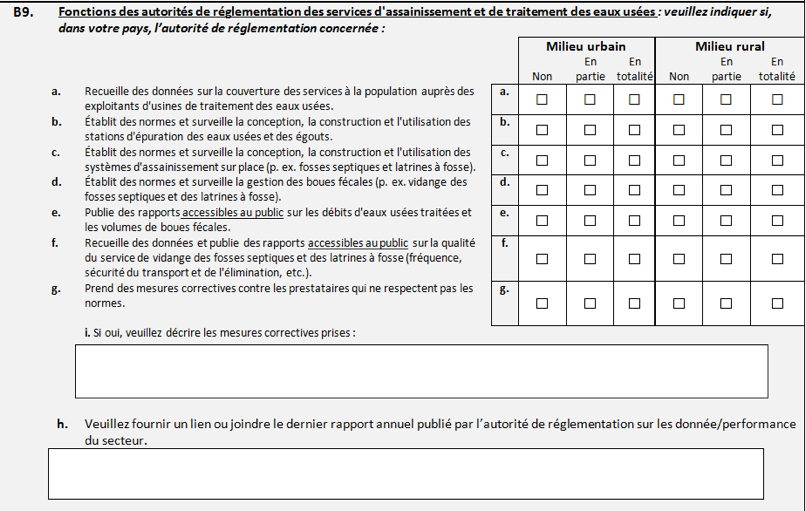 B9. Fonctions des autorités de réglementation des services d'assainissement et de traitement des eaux usées : veuillez indiquer si,
dans votre pays, l'autorité de réglementation concernée :
Milieu urbain Milieu rural
Non En partie En totalité Non En partie En totalité
a. Recueille des données sur la couverture des services à la population auprès des a.
exploitants d'usines de traitement des eaux usées.
b. Établit des normes et surveille la conception, la construction et l'utilisation des b.
stations d'épuration des eaux usées et des égouts.
c. Établit des normes et surveille la conception, la construction et l'utilisation des c.
systèmes d'assainissement sur place (p. ex. fosses septiques et latrines à fosse).
d. Établit des normes et surveille la gestion des boues fécales (p. ex. vidange des d.
fosses septiques et des latrines à fosse).
e. Publie des rapports accessibles au public sur les débits d'eaux usées traitées et e.
les volumes de boues fécales.
f. Recueille des données et publie des rapports accessibles au public sur la qualité f.
du service de vidange des fosses septiques et des latrines à fosse (fréquence,
sécurité du transport et de l'élimination, etc.).
g. Prend des mesures correctives contre les prestataires qui ne respectent pas les g.
normes.
i. Si oui, veuillez décrire les mesures correctives prises :
h. Veuillez fournir un lien ou joindre le dernier rapport annuel publié par l'autorité de réglementation sur les donnée/performance
du secteur.